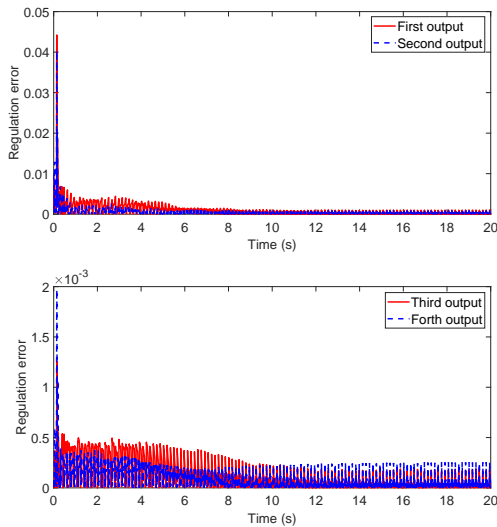 0.05
0.04
0.03
0.02
0.01
0
Regulation error
First output
Second output
0 2 4 6 8 10 12 14 16 18 20
Time (s)
×10⁻³
2
1.5
1
0.5
0
Regulation error
Third output
Forth output
0 2 4 6 8 10 12 14 16 18 20
Time (s)